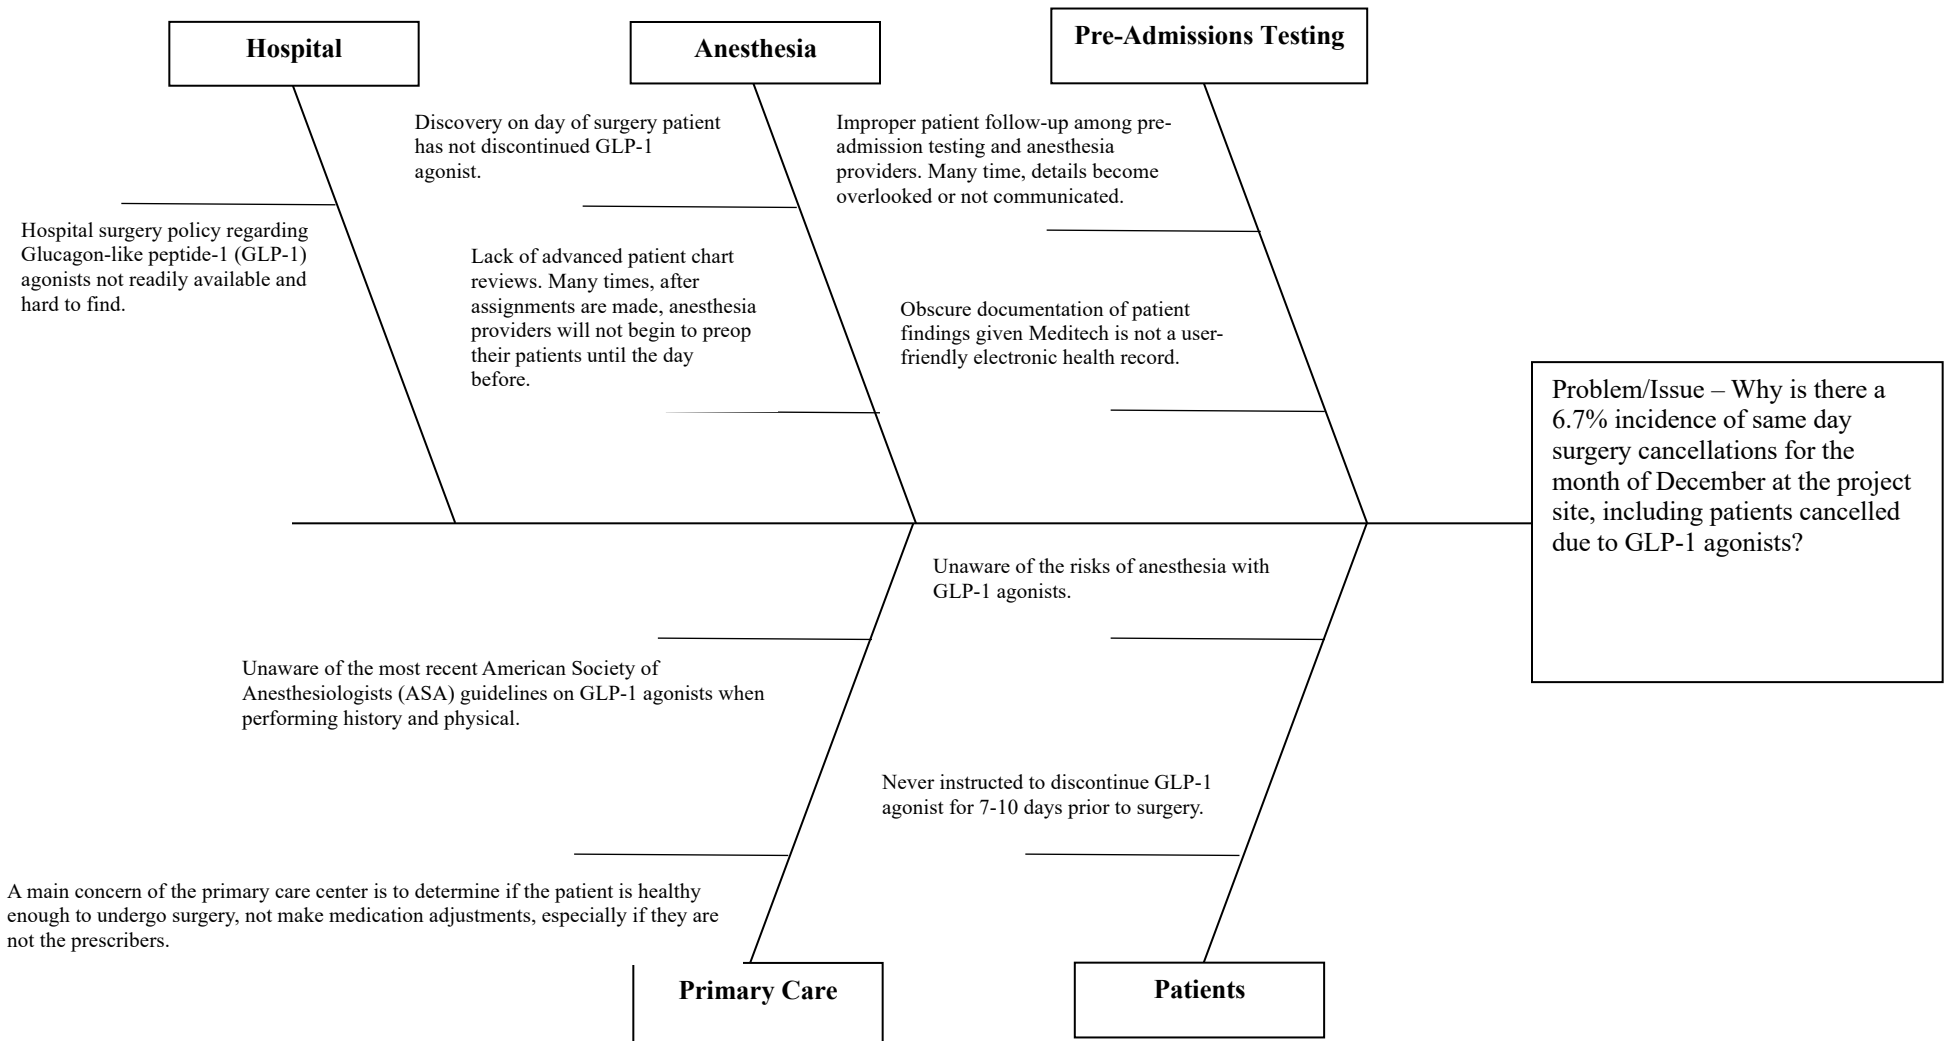 Hospital
Anesthesia
Pre-Admissions Testing
Discovery on day of surgery patient
has not discontinued GLP-1
agonist.
Improper patient follow-up among pre-
admission testing and anesthesia
providers. Many time, details become
overlooked or not communicated.
Hospital surgery policy regarding
Glucagon-like peptide-1 (GLP-1)
agonists not readily available and
hard to find.
Lack of advanced patient chart
reviews. Many times, after
assignments are made, anesthesia
providers will not begin to preop
their patients until the day
before.
Obscure documentation of patient
findings given Meditech is not a user-
friendly electronic health record.
Problem/Issue – Why is there a
6.7% incidence of same day
surgery cancellations for the
month of December at the project
site, including patients cancelled
due to GLP-1 agonists?
Unaware of the risks of anesthesia with
GLP-1 agonists.
Unaware of the most recent American Society of
Anesthesiologists (ASA) guidelines on GLP-1 agonists when
performing history and physical.
Never instructed to discontinue GLP-1
agonist for 7-10 days prior to surgery.
A main concern of the primary care center is to determine if the patient is healthy
enough to undergo surgery, not make medication adjustments, especially if they are
not the prescribers.
Primary Care
Patients